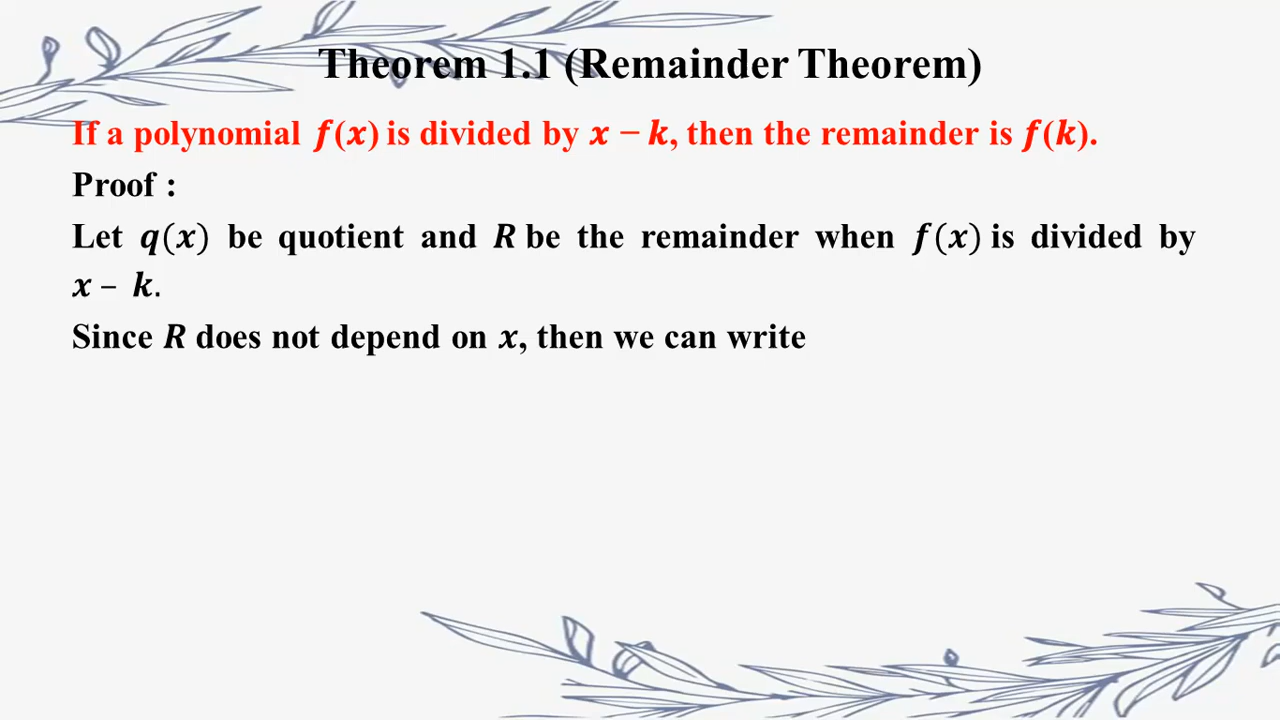 Theorem 1.1 (Remainder Theorem)
If a polynomial f(x) is divided by x − k, then the remainder is f(k).
Proof :
Let q(x) be quotient and R be the remainder when f(x) is divided by
x – k.
Since R does not depend on x, then we can write